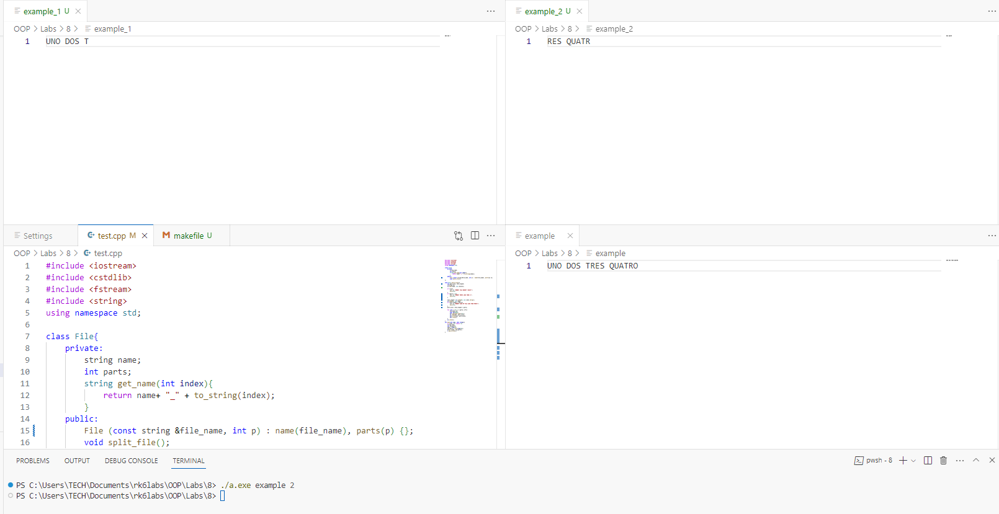 example_1 U
OOP > Labs > 8 > example_1
1 UNO DOS T
example_2 U
OOP > Labs > 8 > example_2
1 RES QUATR
Settings
test.cpp M
makefile U
OOP > Labs > 8 > test.cpp
1 #include <iostream>
2 #include <cstdlib>
3 #include <fstream>
4 #include <string>
5 using namespace std;
6
7 class File{
8 private:
9 string name;
10 int parts;
11 string get_name(int index){
12 return name+ "_" + to_string(index);
13 }
14 public:
15 File (const string &file_name, int p) : name(file_name), parts(p) {};
16 void split_file();
example
OOP > Labs > 8 > example
1 UNO DOS TRES QUATRO
PROBLEMS OUTPUT DEBUG CONSOLE TERMINAL
pwsh - 8
PS C:\Users\TECH\Documents\rk6labs\OOP\Labs\8> ./a.exe example 2
PS C:\Users\TECH\Documents\rk6labs\OOP\Labs\8>